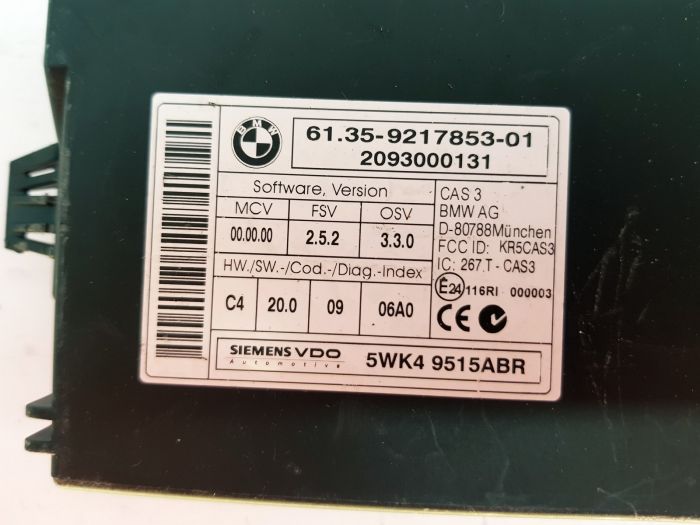 BMW
61.35-9217853-01
2093000131
Software, Version
MCV FSV OSV
00.00.00 2.5.2 3.3.0
HW./SW.-/Cod.-/Diag.-Index
C4 20.0 09 06A0
CAS 3
BMW AG
D-80788München
FCC ID: KR5CAS3
IC: 267.T - CAS3
E24 116RI 000003
CE
SIEMENS VDO
Automotive
5WK4 9515ABR